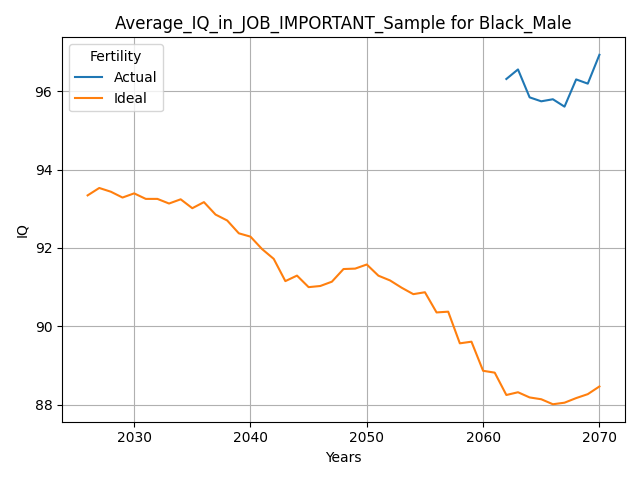 Average_IQ_in_JOB_IMPORTANT_Sample for Black_Male
Fertility
Actual
Ideal
96
94
92
90
88
IQ
2030 2040 2050 2060 2070
Years